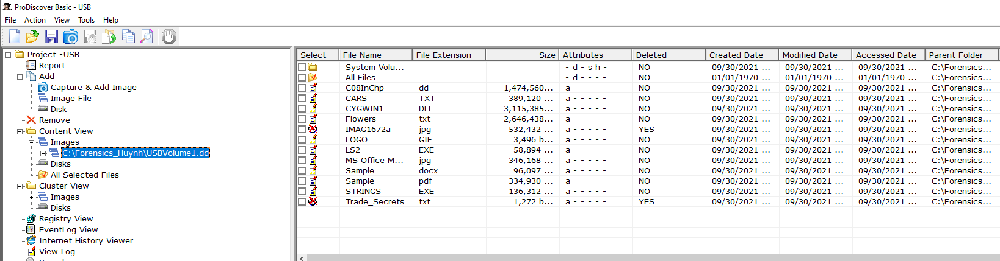 ProDiscover Basic - USB
File Action View Tools Help
Project -USB
Report
Add
Capture & Add Image
Image File
Disk
Remove
Content View
Images
C:\Forensics_Huynh\USBVolume1.dd
Disks
All Selected Files
Cluster View
Images
Disks
Registry View
EventLog View
Internet History Viewer
View Log
Select File Name File Extension Size Attributes Deleted Created Date Modified Date Accessed Date Parent Folder
System Volu... - d - s h - NO 09/30/2021 ... 09/30/2021 ... 09/30/2021 ... C:\Forensics...
All Files - d - - - - NO 01/01/1970 ... 01/01/1970 ... 01/01/1970 ... C:\Forensics...
C08InChp dd 1,474,560... a - - - - - NO 09/30/2021 ... 09/30/2021 ... 09/30/2021 ... C:\Forensics...
CARS TXT 389,120 ... a - - - - - NO 09/30/2021 ... 09/30/2021 ... 09/30/2021 ... C:\Forensics...
CYGWIN1 DLL 3,115,385... a - - - - - NO 09/30/2021 ... 09/30/2021 ... 09/30/2021 ... C:\Forensics...
Flowers txt 2,646,438... a - - - - - NO 09/30/2021 ... 09/30/2021 ... 09/30/2021 ... C:\Forensics...
IMAG1672a jpg 532,432 ... a - - - - - YES 09/30/2021 ... 09/30/2021 ... 09/30/2021 ... C:\Forensics...
LOGO GIF 3,496 b... a - - - - - NO 09/30/2021 ... 09/30/2021 ... 09/30/2021 ... C:\Forensics...
LS2 EXE 58,894 ... a - - - - - NO 09/30/2021 ... 09/30/2021 ... 09/30/2021 ... C:\Forensics...
MS Office M... jpg 346,168 ... a - - - - - NO 09/30/2021 ... 09/30/2021 ... 09/30/2021 ... C:\Forensics...
Sample docx 96,097 ... a - - - - - NO 09/30/2021 ... 09/30/2021 ... 09/30/2021 ... C:\Forensics...
Sample pdf 334,930 ... a - - - - - NO 09/30/2021 ... 09/30/2021 ... 09/30/2021 ... C:\Forensics...
STRINGS EXE 136,312 ... a - - - - - NO 09/30/2021 ... 09/30/2021 ... 09/30/2021 ... C:\Forensics...
Trade_Secrets txt 1,272 b... a - - - - - YES 09/30/2021 ... 09/30/2021 ... 09/30/2021 ... C:\Forensics...